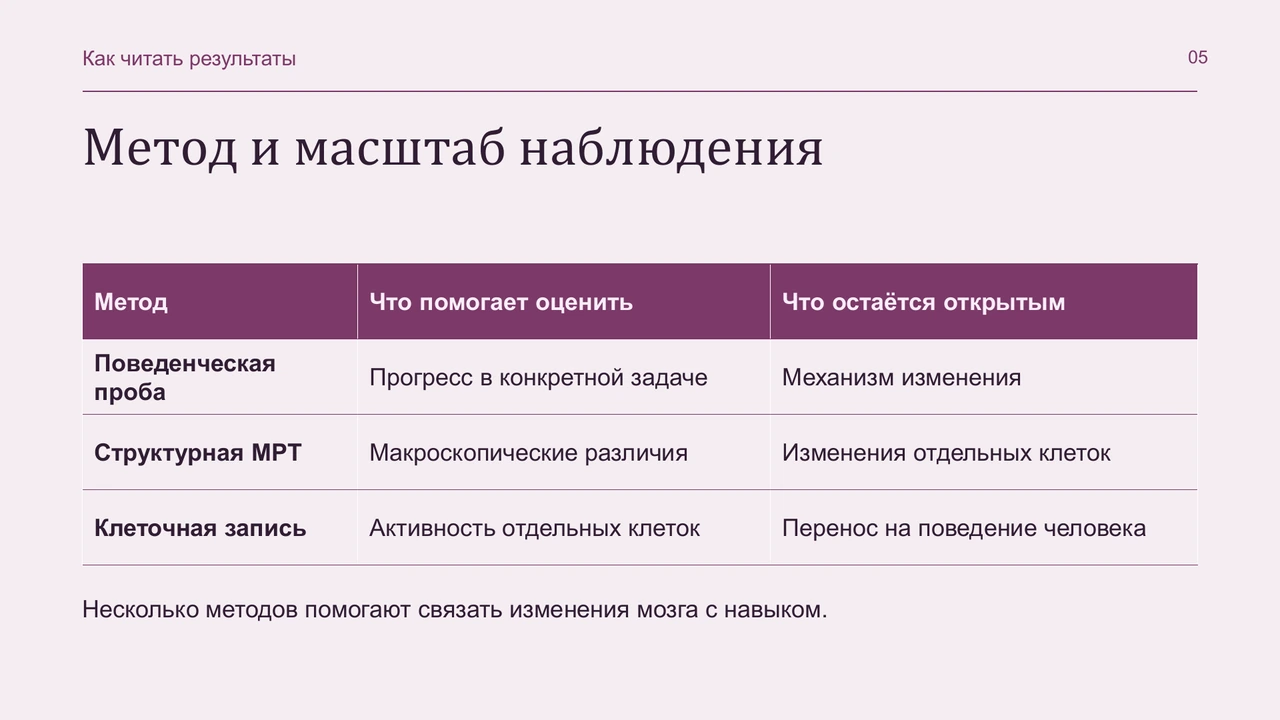 Как читать результаты
05
Метод и масштаб наблюдения
Метод
Что помогает оценить
Что остаётся открытым
Поведенческая
проба
Прогресс в конкретной задаче
Механизм изменения
Структурная МРТ
Макроскопические различия
Изменения отдельных клеток
Клеточная запись
Активность отдельных клеток
Перенос на поведение человека
Несколько методов помогают связать изменения мозга с навыком.